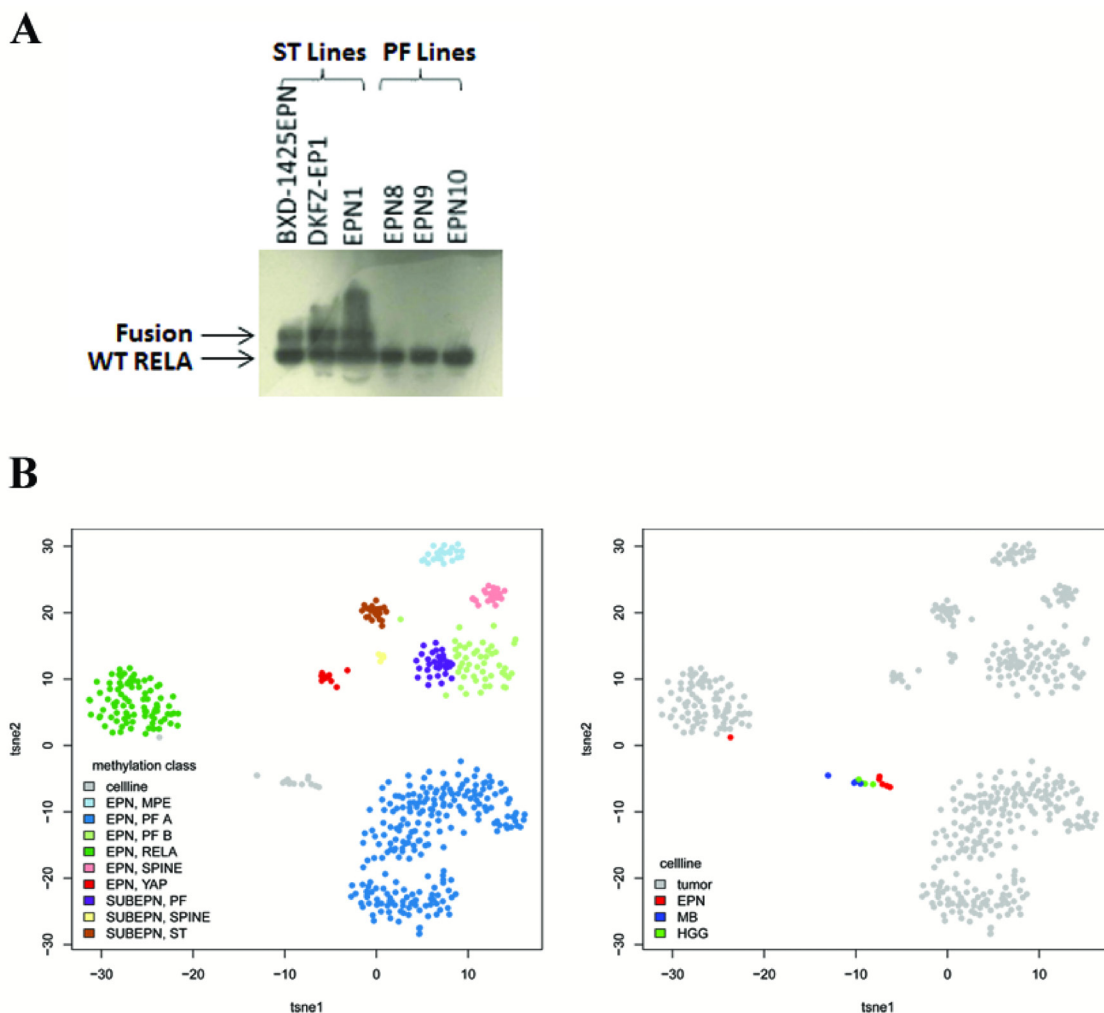 A
ST Lines PF Lines
BXD-1425EPN
DKFZ-EP1
EPN1
EPN8
EPN9
EPN10
Fusion
WT RELA
B
30
20
10
0
−10
−20
−30
tsne2
methylation class
cellline
EPN, MPE
EPN, PF A
EPN, PF B
EPN, RELA
EPN, SPINE
EPN, YAP
SUBEPN, PF
SUBEPN, SPINE
SUBEPN, ST
−30 −20 −10 0 10
tsne1
30
20
10
0
−10
−20
−30
tsne2
cellline
tumor
EPN
MB
HGG
−30 −20 −10 0 10
tsne1